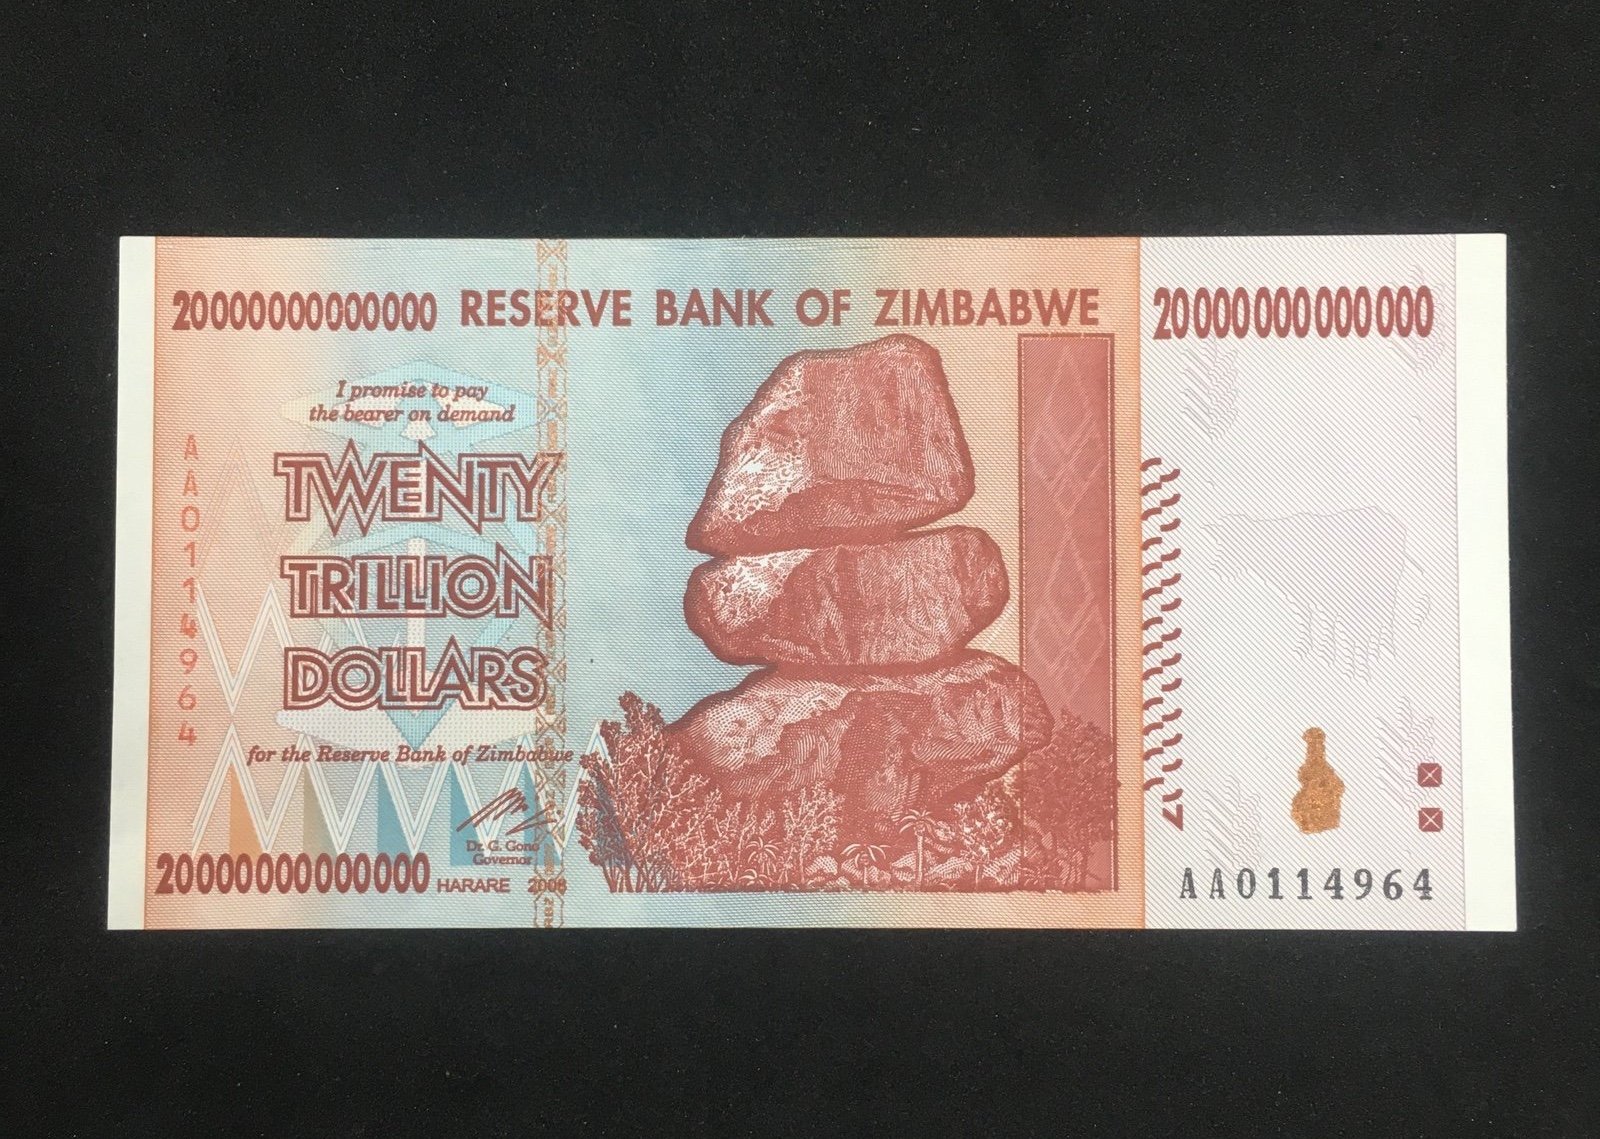 20000000000000 RESERVE BANK OF ZIMBABWE 20000000000000
I promise to pay
the bearer on demand
TWENTY
TRILLION
DOLLARS
for the Reserve Bank of Zimbabwe
Dr. G. Gono
Governor
20000000000000 HARARE 2008
AA0114964
AA0114964
RBZ